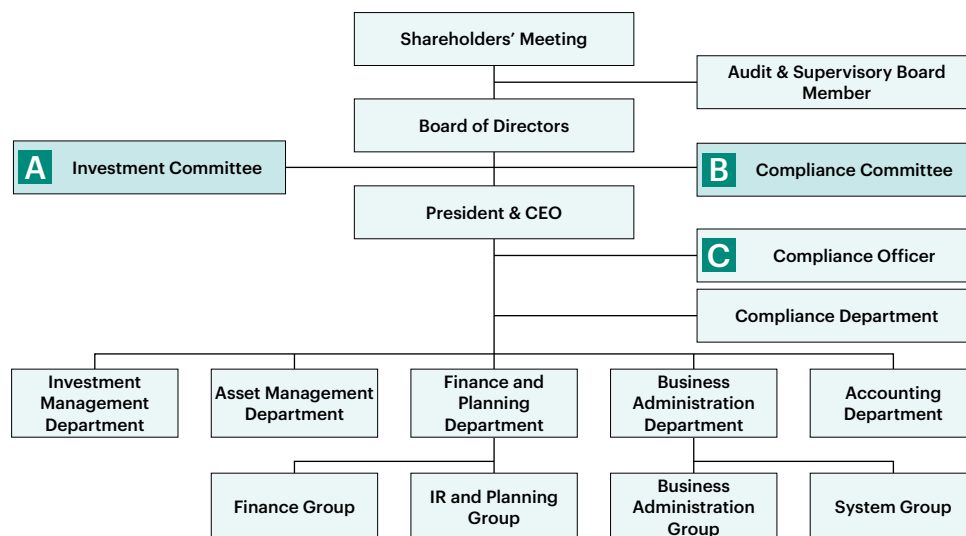 Shareholders’ Meeting
Audit & Supervisory Board
Member
Board of Directors
A Investment Committee
B Compliance Committee
President & CEO
C Compliance Officer
Compliance Department
Investment
Management
Department
Asset Management
Department
Finance and
Planning
Department
Business
Administration
Department
Accounting
Department
Finance Group
IR and Planning
Group
Business
Administration
Group
System Group